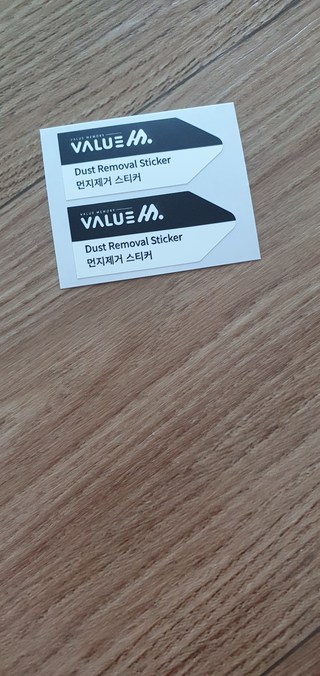 VALUE MEMORY
VALUE M.
Dust Removal Sticker
먼지제거 스티커
VALUE MEMORY
VALUE M.
Dust Removal Sticker
먼지제거 스티커